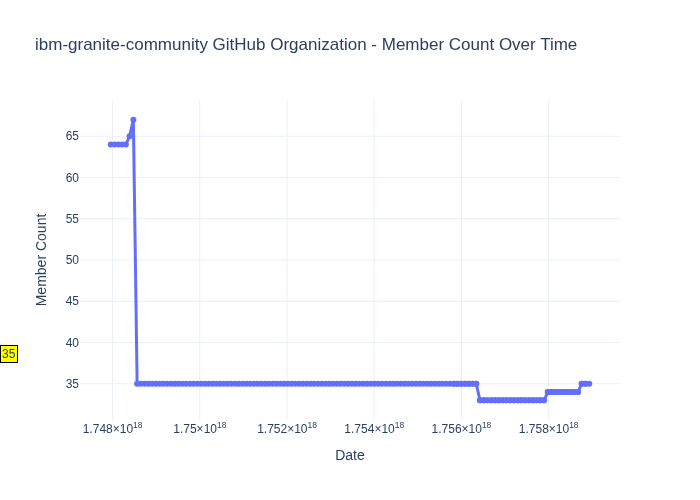 ibm-granite-community GitHub Organization - Member Count Over Time
Member Count
65
60
55
50
45
40
35
35
1.748×10¹⁸ 1.75×10¹⁸ 1.752×10¹⁸ 1.754×10¹⁸ 1.756×10¹⁸ 1.758×10¹⁸
Date